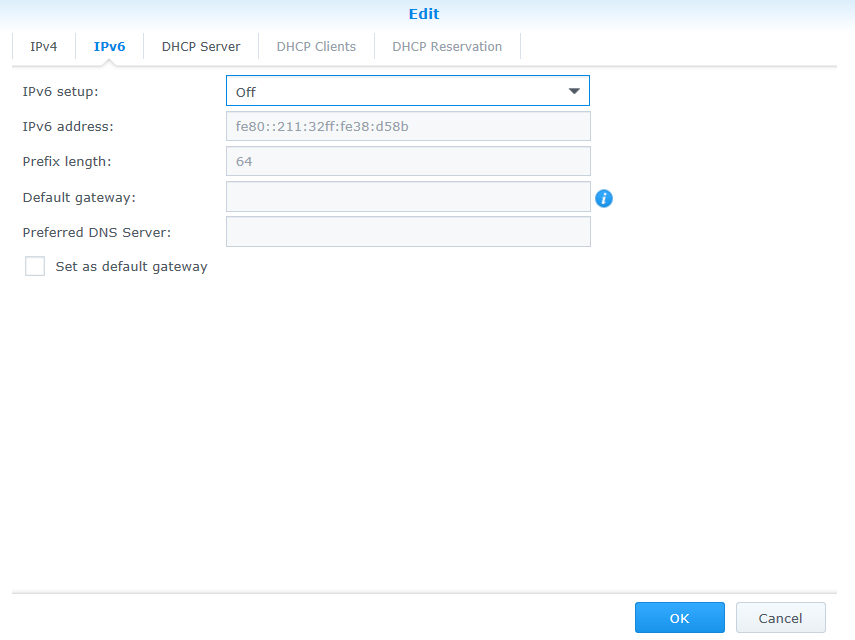 Edit
IPv4 IPv6 DHCP Server DHCP Clients DHCP Reservation
IPv6 setup: Off
IPv6 address: fe80::211:32ff:fe38:d58b
Prefix length: 64
Default gateway: i
Preferred DNS Server:
Set as default gateway
OK Cancel